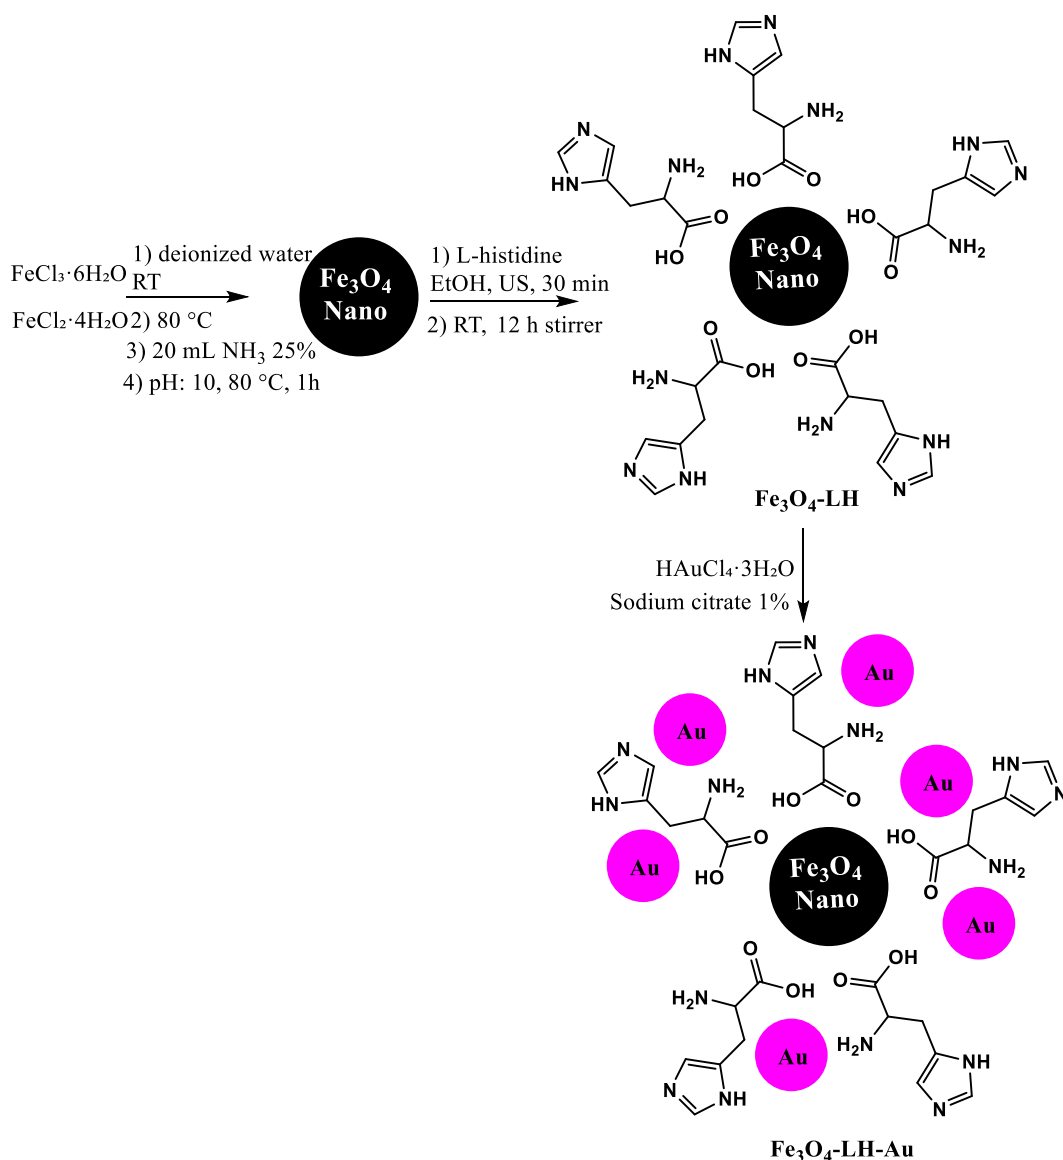 FeCl₃·6H₂O
FeCl₂·4H₂O
1) deionized water
RT
2) 80 °C
3) 20 mL NH₃ 25%
4) pH: 10, 80 °C, 1h
Fe₃O₄
Nano
1) L-histidine
EtOH, US, 30 min
2) RT, 12 h stirrer
N
HN
NH₂
HO
O
N
HN
NH₂
O
HO
HN
N
HO
O
NH₂
Fe₃O₄
Nano
O
OH
H₂N
N
NH
OH
O
H₂N
NH
N
Fe₃O₄-LH
HAuCl₄·3H₂O
Sodium citrate 1%
N
HN
NH₂
HO
O
Au
Au
N
HN
NH₂
O
HO
Au
Au
HN
N
HO
O
NH₂
Au
Fe₃O₄
Nano
O
OH
H₂N
N
NH
Au
OH
O
H₂N
NH
N
Fe₃O₄-LH-Au